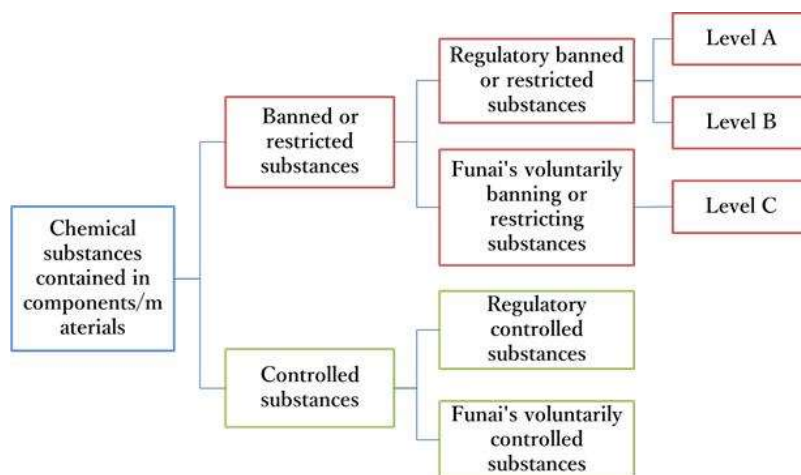 Chemical
substances
contained in
components/m
aterials
Banned or
restricted
substances
Regulatory banned
or restricted
substances
Level A
Level B
Funai's voluntarily
banning or
restricting
substances
Level C
Controlled
substances
Regulatory
controlled
substances
Funai's voluntarily
controlled
substances